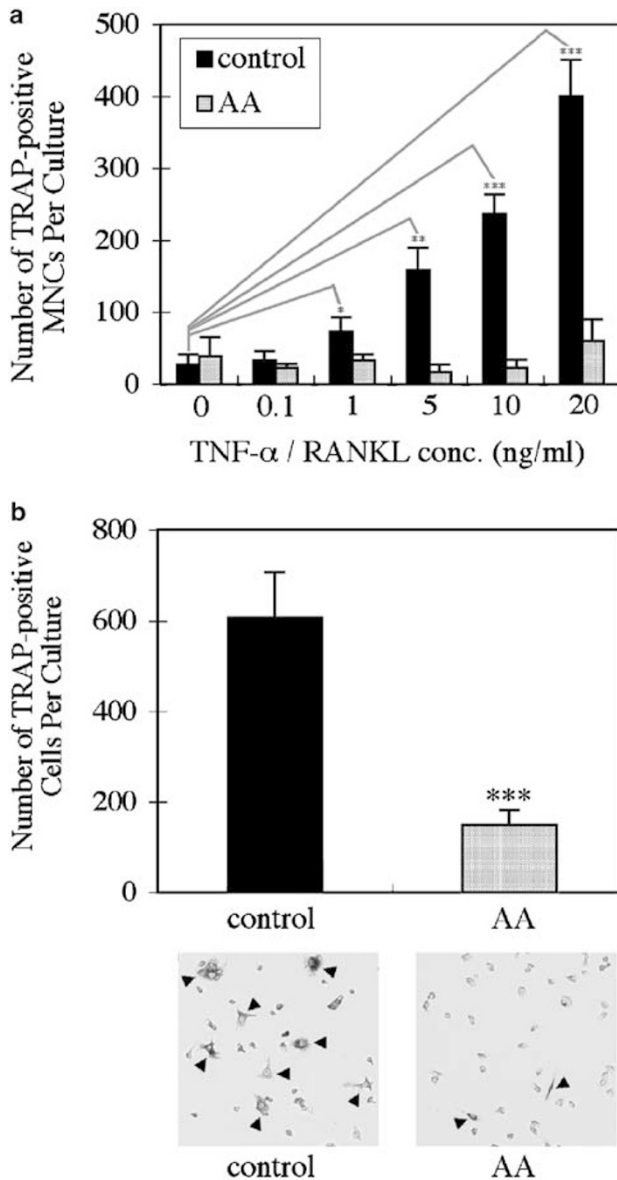 a
Number of TRAP-positive
MNCs Per Culture
500
400
300
200
100
0
control
AA
*
**
***
***
0 0.1 1 5 10 20
TNF-α / RANKL conc. (ng/ml)
b
Number of TRAP-positive
Cells Per Culture
800
600
400
200
0
***
control AA
control AA